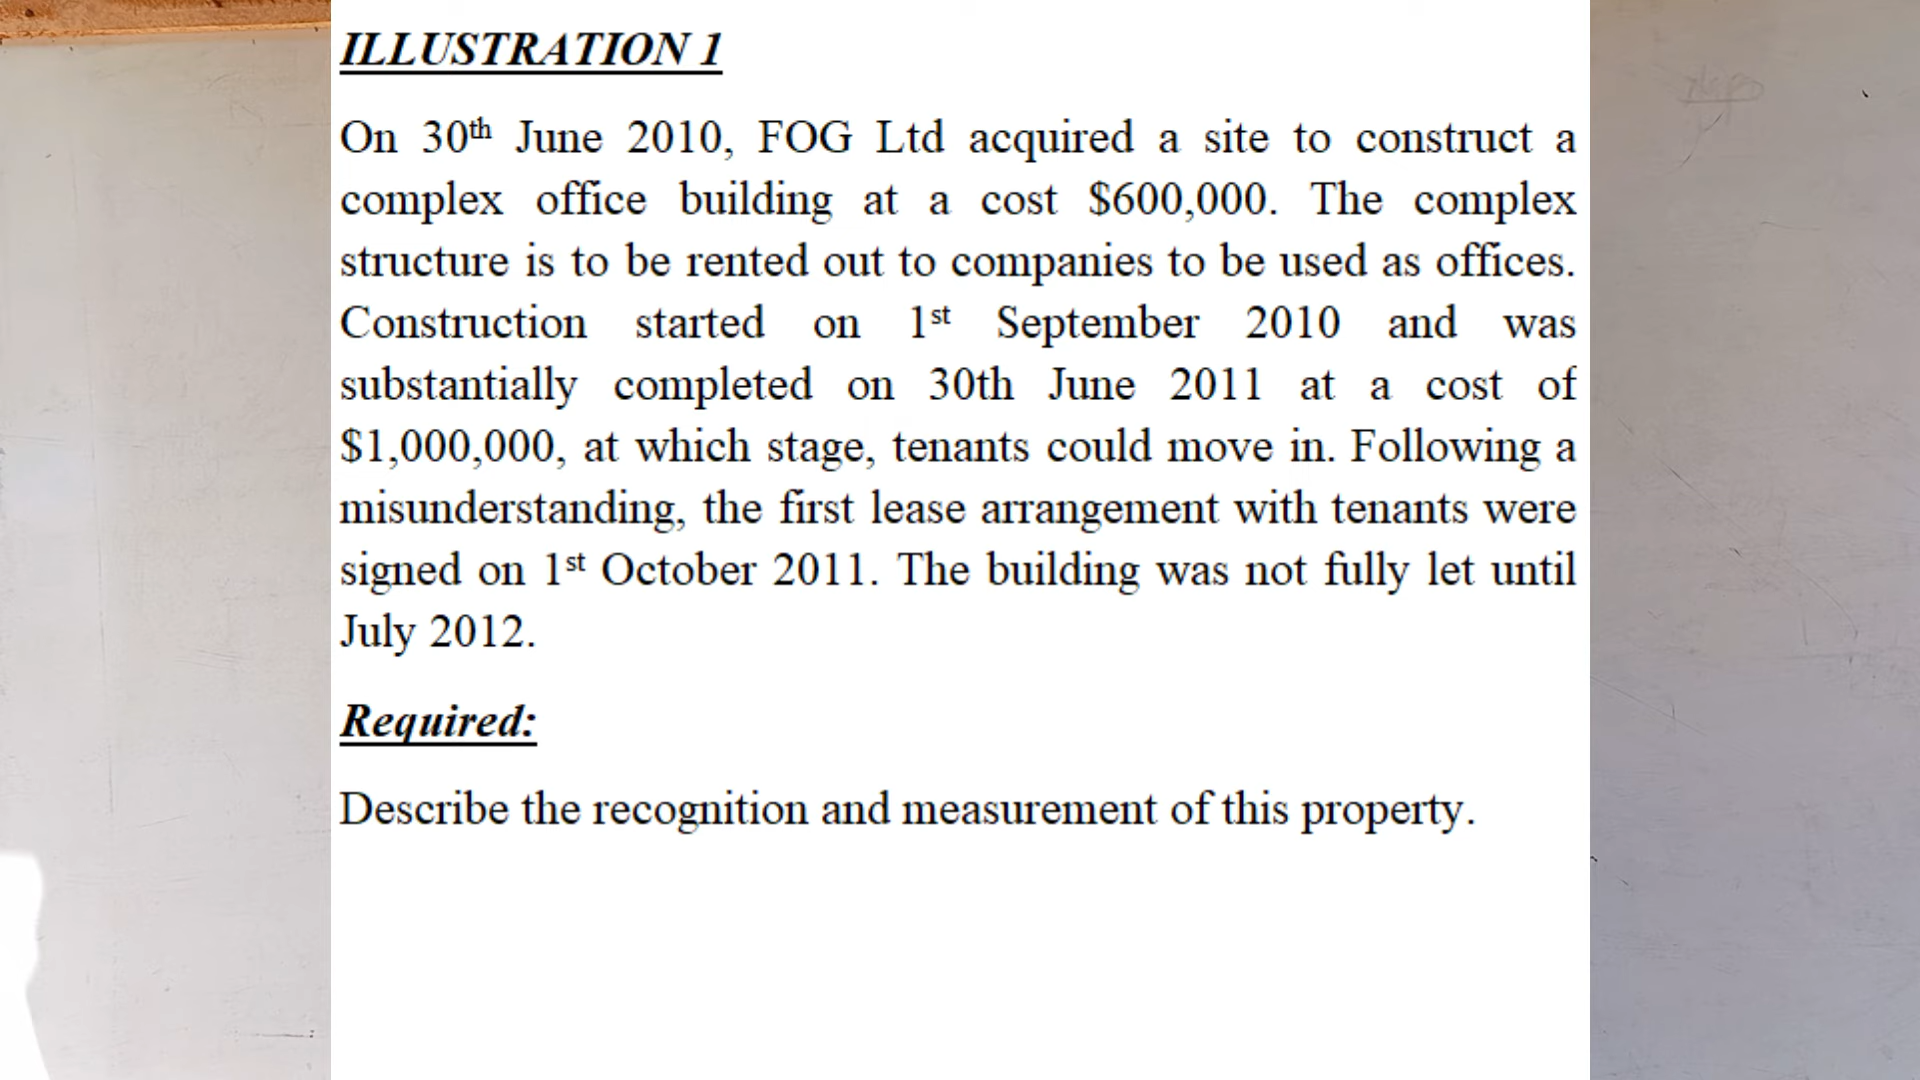 ILLUSTRATION 1
On 30th June 2010, FOG Ltd acquired a site to construct a
complex office building at a cost $600,000. The complex
structure is to be rented out to companies to be used as offices.
Construction started on 1st September 2010 and was
substantially completed on 30th June 2011 at a cost of
$1,000,000, at which stage, tenants could move in. Following a
misunderstanding, the first lease arrangement with tenants were
signed on 1st October 2011. The building was not fully let until
July 2012.
Required:
Describe the recognition and measurement of this property.